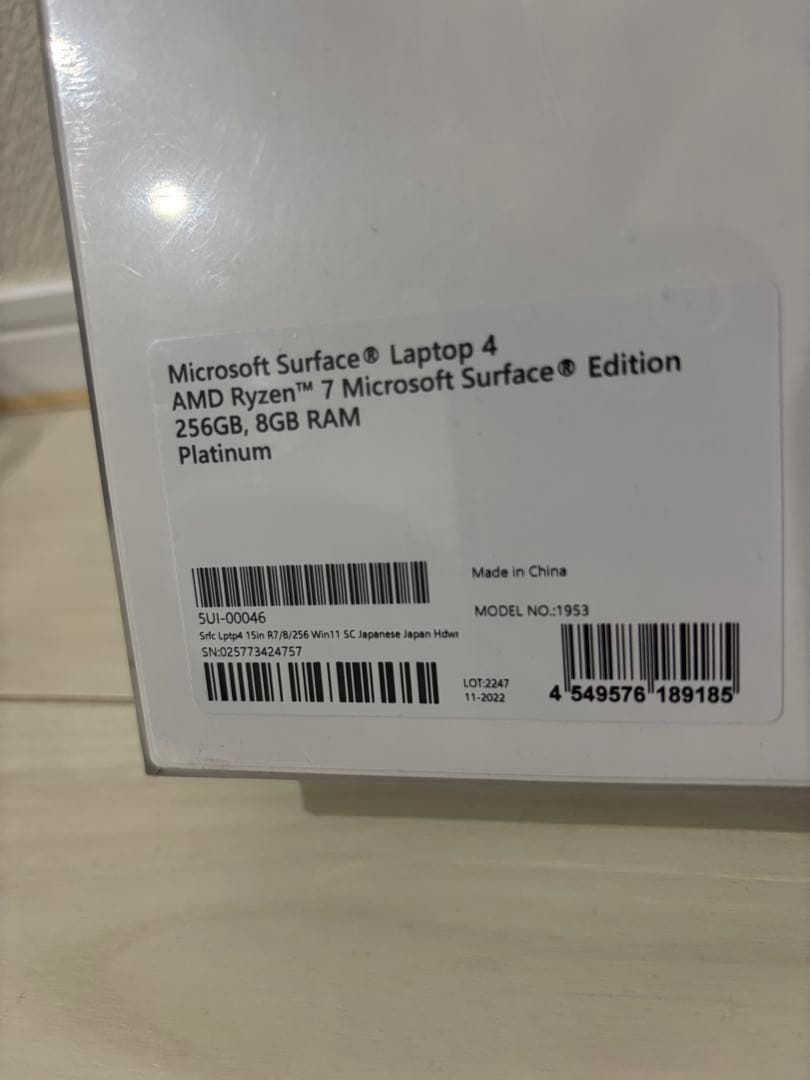 Microsoft Surface® Laptop 4
AMD Ryzen™ 7 Microsoft Surface® Edition
256GB, 8GB RAM
Platinum
5UI-00046
Srfc Lptp4 15in R7/8/256 Win11 SC Japanese Japan Hdwr
SN:025773424757
Made in China
MODEL NO.:1953
LOT:2247
11-2022
4 549576 189185